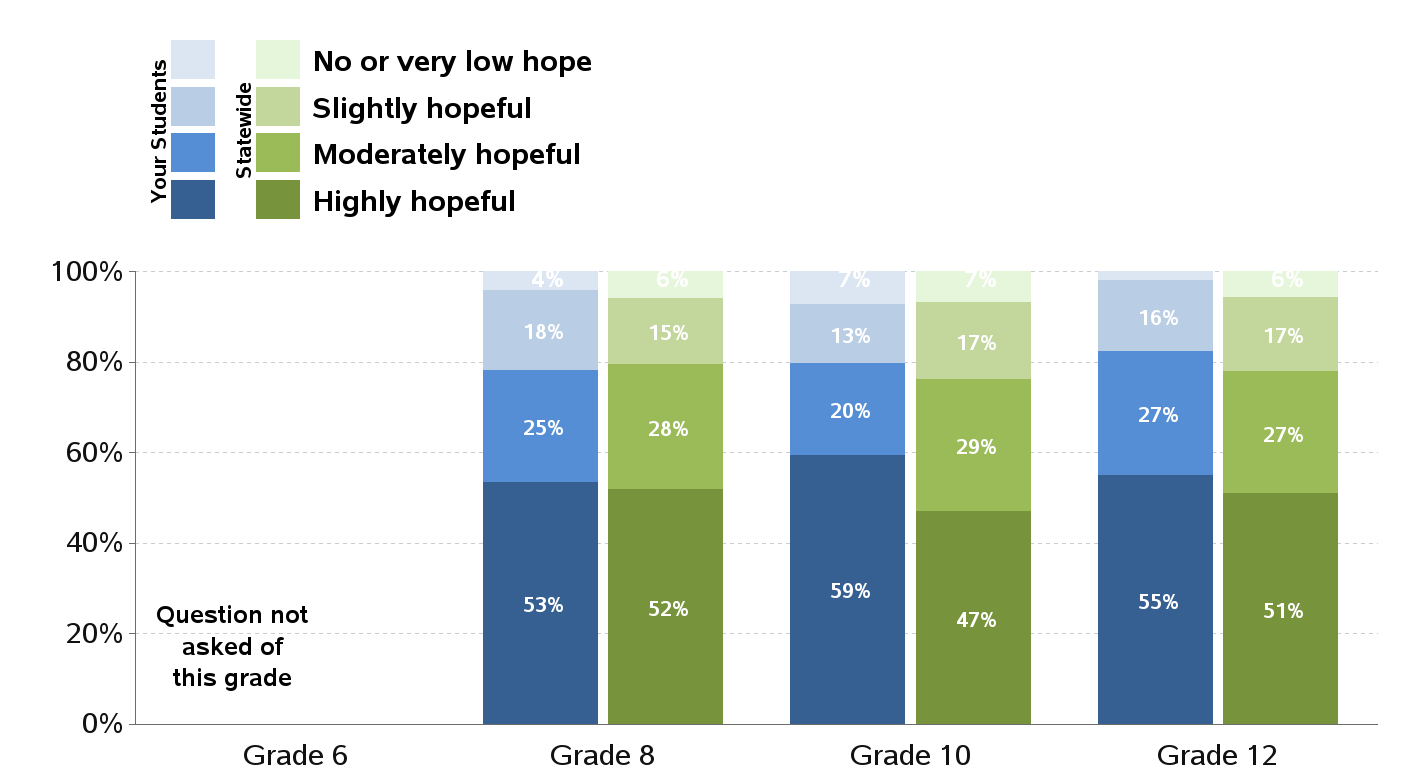 Your Students
Statewide
No or very low hope
Slightly hopeful
Moderately hopeful
Highly hopeful
100%
80%
60%
40%
20%
0%
Question not
asked of
this grade
4%
18%
25%
53%
6%
15%
28%
52%
7%
13%
20%
59%
7%
17%
29%
47%
16%
27%
55%
6%
17%
27%
51%
Grade 6
Grade 8
Grade 10
Grade 12